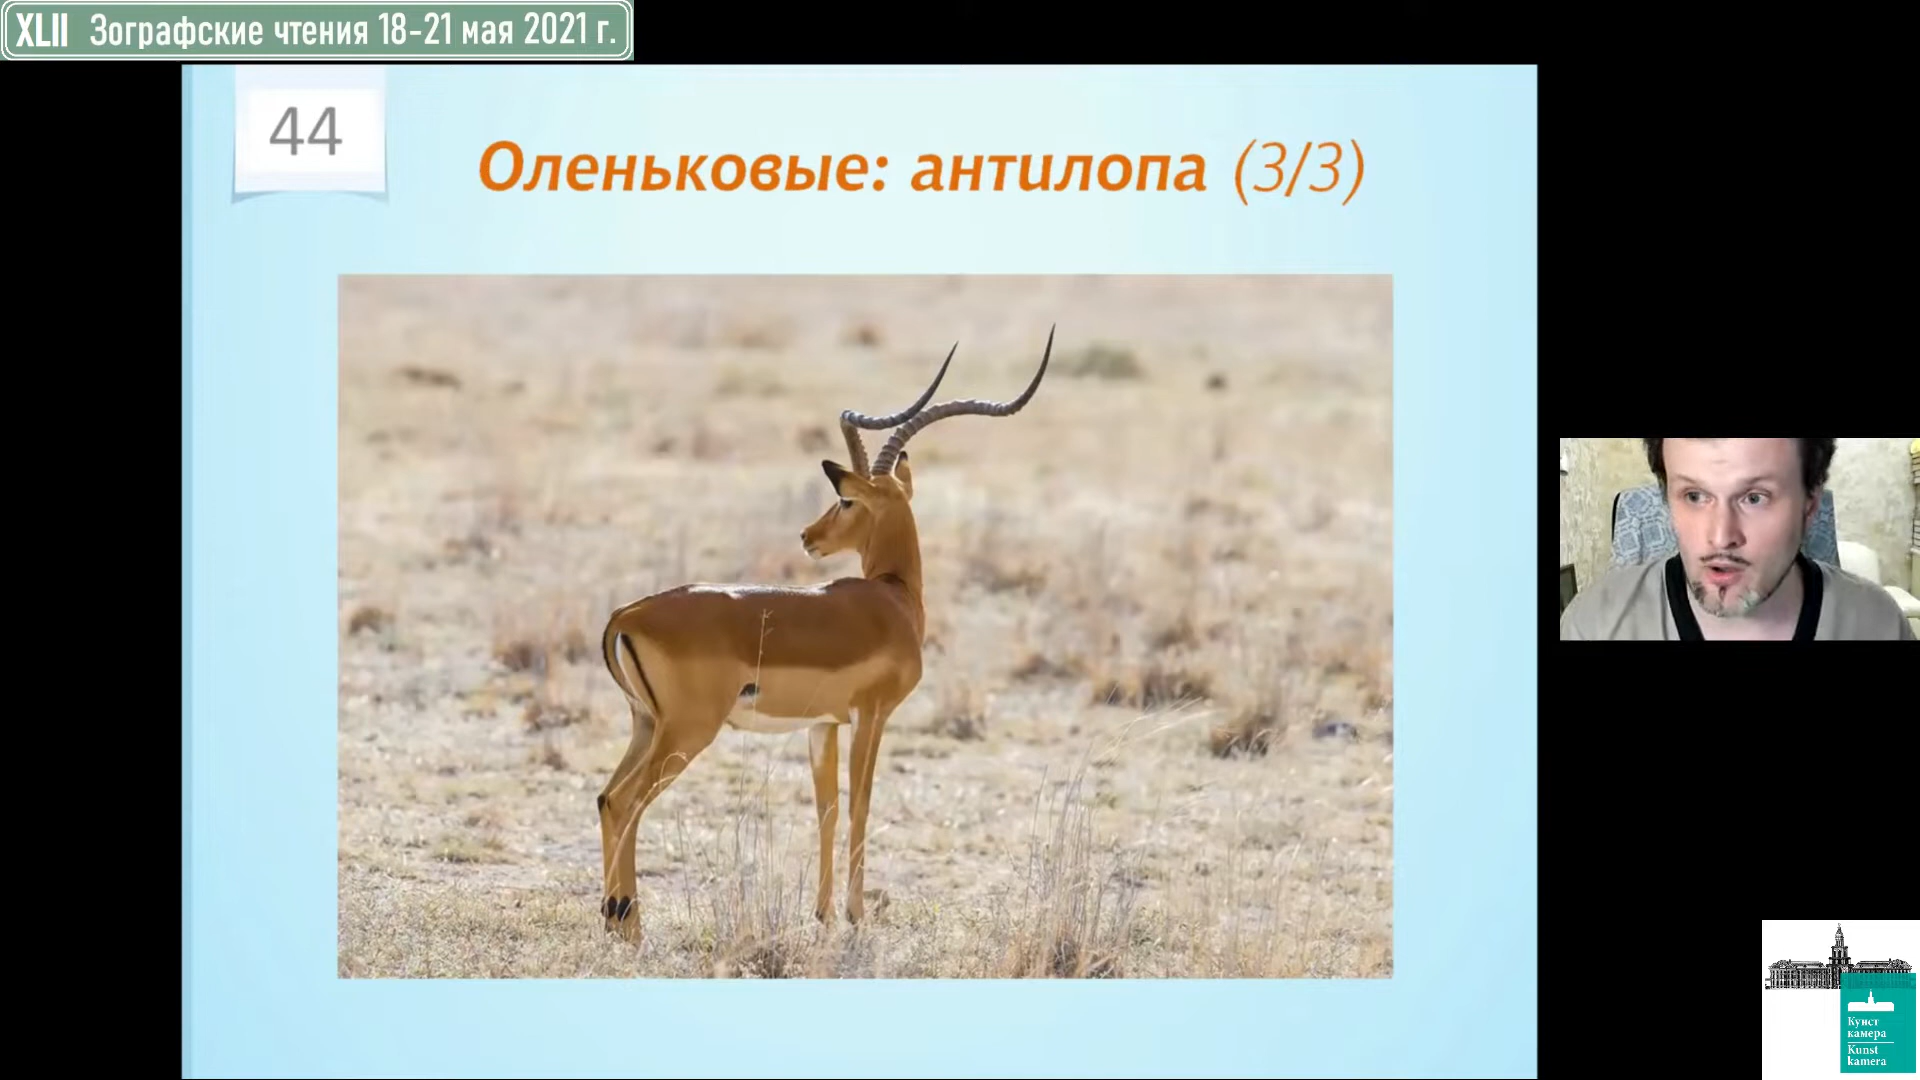 XLII Зографские чтения 18-21 мая 2021 г.
44
Оленьковые: антилопа (3/3)
Кунст
камера
Kunst
kamera